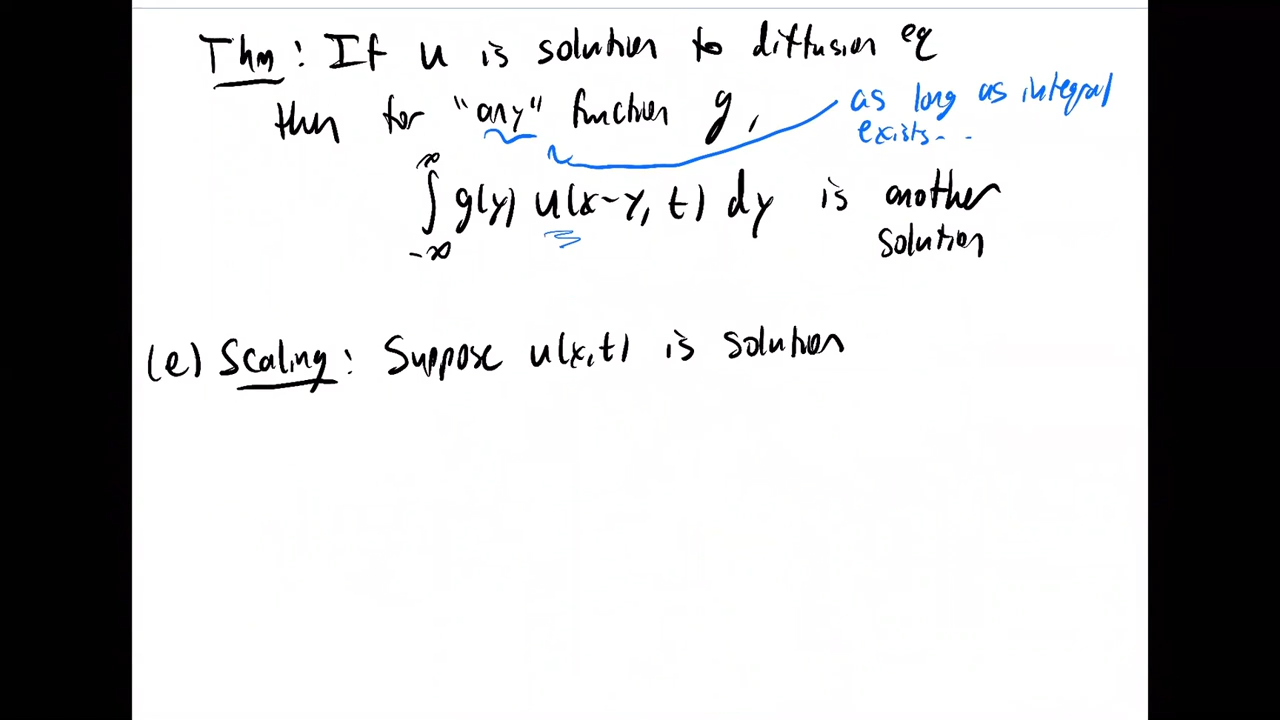 Thm: If u is solution to diffusion eq
then for "any" function g,
as long as integral
exists...
∫_{-∞}^{∞} g(y) u(x-y, t) dy is another
solution
(e) Scaling: Suppose u(x,t) is solution